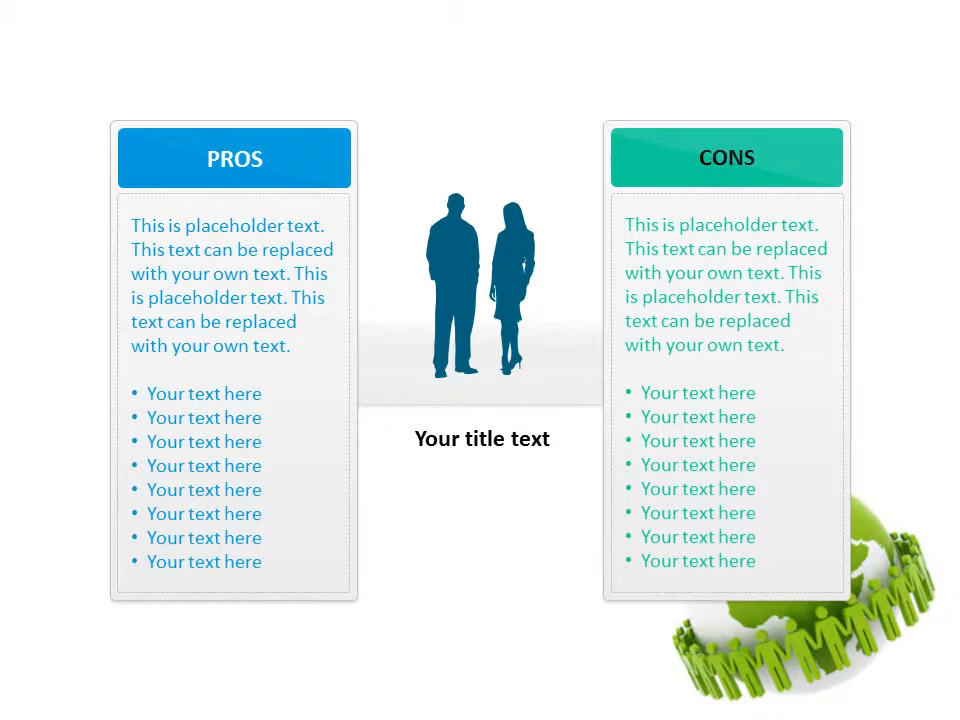 PROS
This is placeholder text.
This text can be replaced
with your own text. This
is placeholder text. This
text can be replaced
with your own text.
• Your text here
• Your text here
• Your text here
• Your text here
• Your text here
• Your text here
• Your text here
• Your text here
Your title text
CONS
This is placeholder text.
This text can be replaced
with your own text. This
is placeholder text. This
text can be replaced
with your own text.
• Your text here
• Your text here
• Your text here
• Your text here
• Your text here
• Your text here
• Your text here
• Your text here